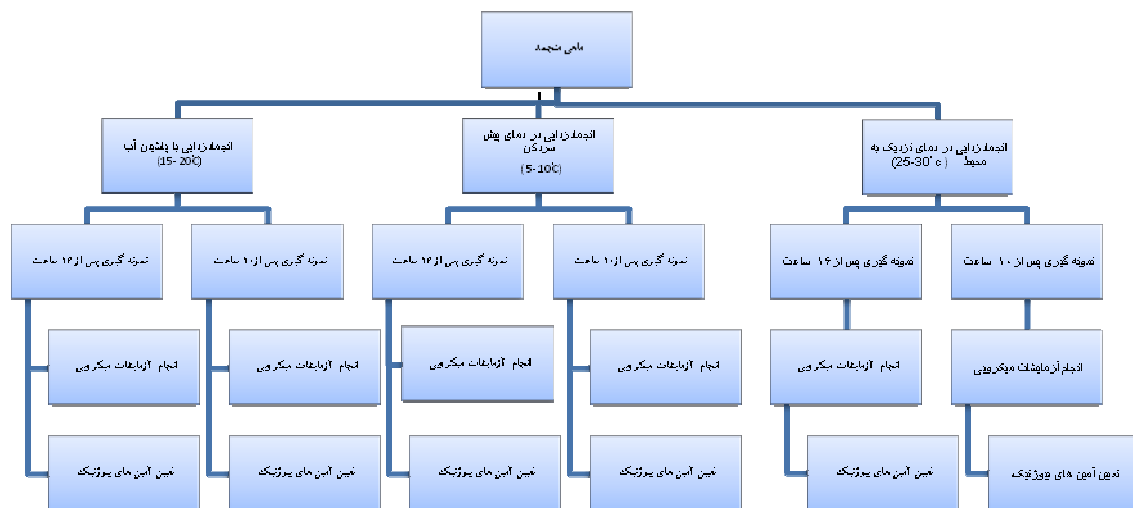 ماهی منجمد
انجمادزدایی با پاشیدن آب
(15-20°C)
انجمادزدایی در دمای پیش
سردکن
(5-10°C)
انجمادزدایی در دمای نزدیک به
محیط (25-30°c)
نمونه گیری پس از ۱۶ ساعت
نمونه گیری پس از ۱۰ ساعت
نمونه گیری پس از ۱۶ ساعت
نمونه گیری پس از ۱۰ ساعت
نمونه گیری پس از ۱۶ ساعت
نمونه گیری پس از ۱۰ ساعت
انجام آزمایشات میکروبی
انجام آزمایشات میکروبی
انجام آزمایشات میکروبی
انجام آزمایشات میکروبی
انجام آزمایشات میکروبی
انجام آزمایشات میکروبی
تعیین آمین های بیوژنیک
تعیین آمین های بیوژنیک
تعیین آمین های بیوژنیک
تعیین آمین های بیوژنیک
تعیین آمین های بیوژنیک
تعیین آمین های بیوژنیک